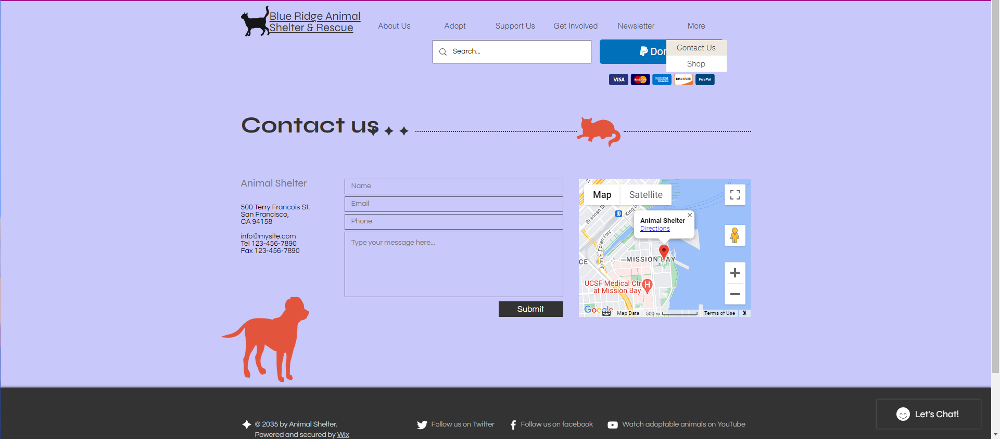 Blue Ridge Animal
Shelter & Rescue
About Us
Adopt
Support Us
Get Involved
Newsletter
More
Search...
Contact Us
Shop
VISA
MasterCard
AMERICAN EXPRESS
DISCOVER
PayPal
Contact us
Animal Shelter
500 Terry Francois St.
San Francisco,
CA 94158
info@mysite.com
Tel 123-456-7890
Fax 123-456-7890
Name
Email
Phone
Type your message here...
Submit
Map
Satellite
Brannan St
King S
Animal Shelter
Directions
John F. Foran Fwy
MISSION BAY
CE
UCSF Medical Ctr
at Mission Bay
H
Google
Map Data
500 m
Terms of Use
© 2035 by Animal Shelter.
Powered and secured by Wix
Follow us on Twitter
Follow us on facebook
Watch adoptable animals on YouTube
Let's Chat!